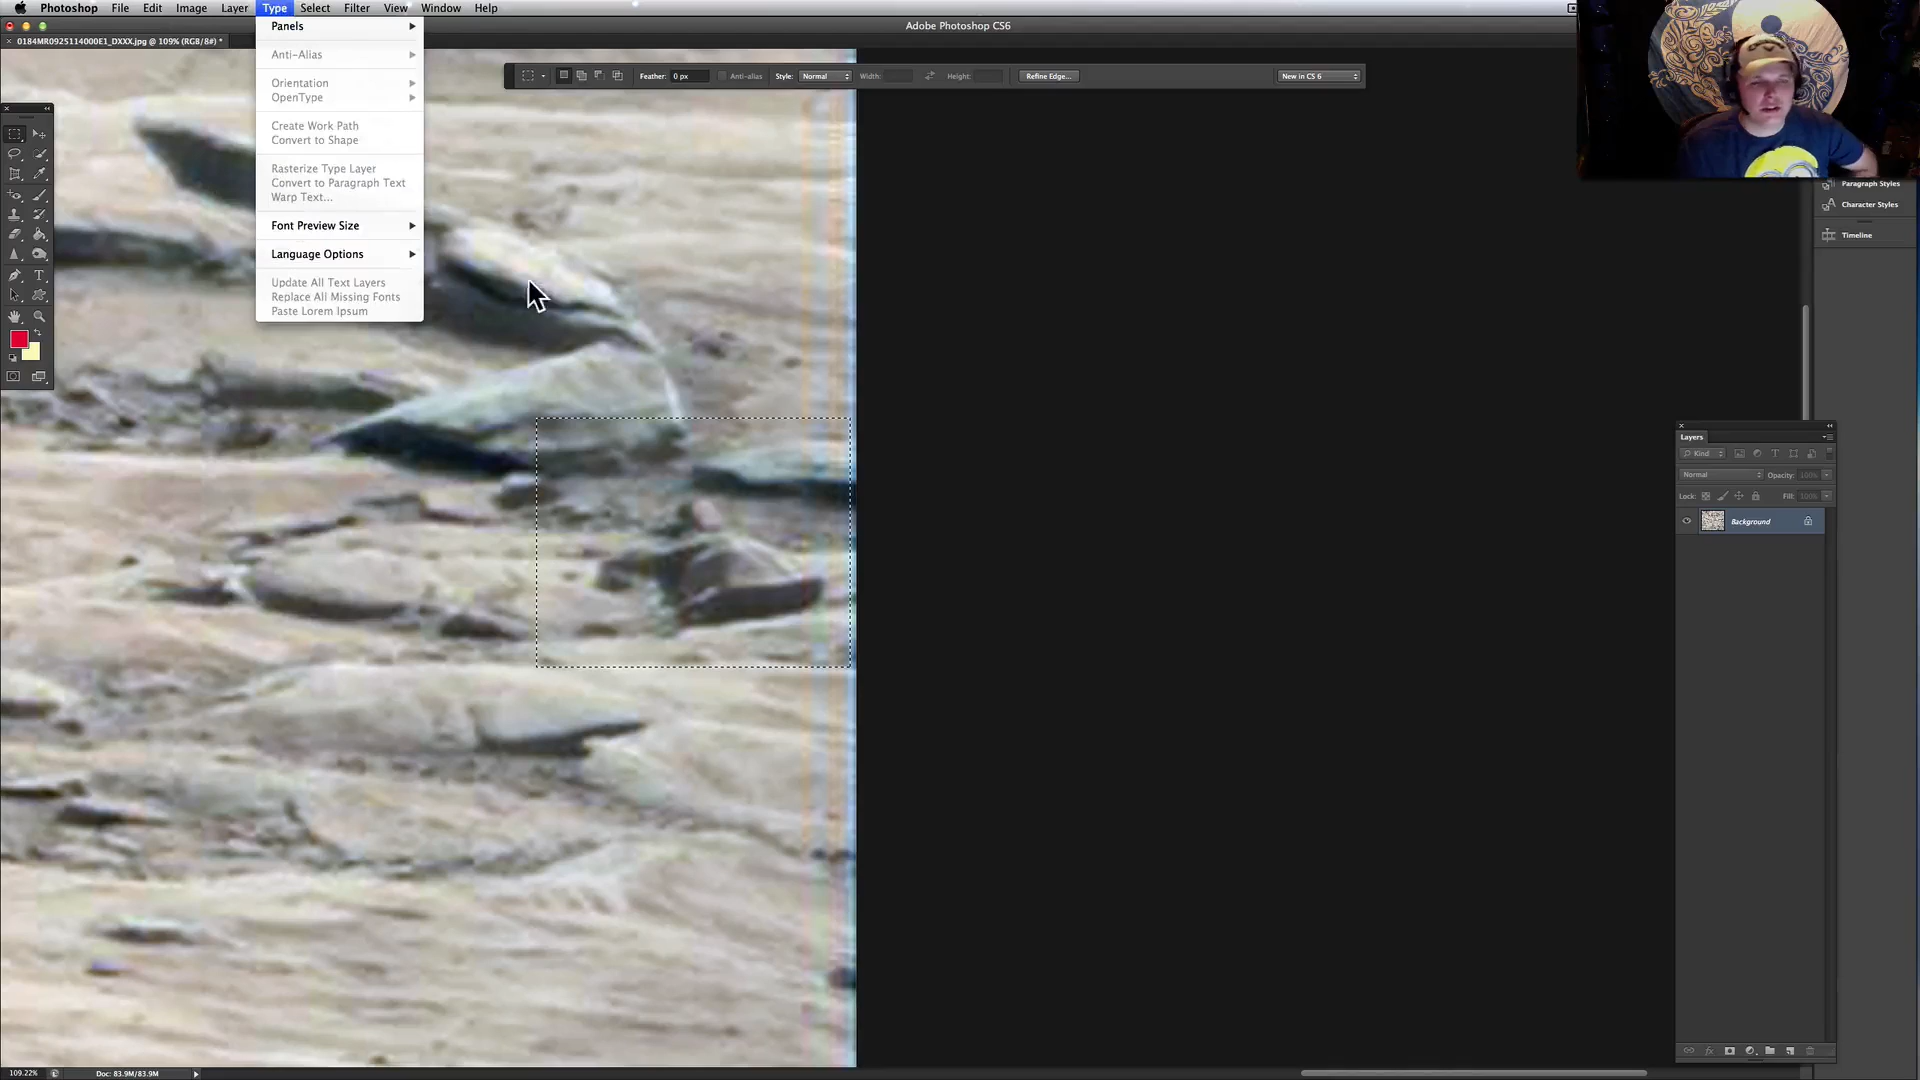 Photoshop File Edit Image Layer Type Select Filter View Window Help
Adobe Photoshop CS6
0184MR0925114000E1_DXXX.jpg @ 109% (RGB/8#) *
Feather: 0 px Anti-alias Style: Normal Width: Height: Refine Edge... New in CS 6
Panels
Anti-Alias
Orientation
OpenType
Create Work Path
Convert to Shape
Rasterize Type Layer
Convert to Paragraph Text
Warp Text...
Font Preview Size
Language Options
Update All Text Layers
Replace All Missing Fonts
Paste Lorem Ipsum
Paragraph Styles
Character Styles
Timeline
Layers
Kind
Normal Opacity: 100%
Lock: Fill: 100%
Background
109.22% Doc: 83.9M/83.9M